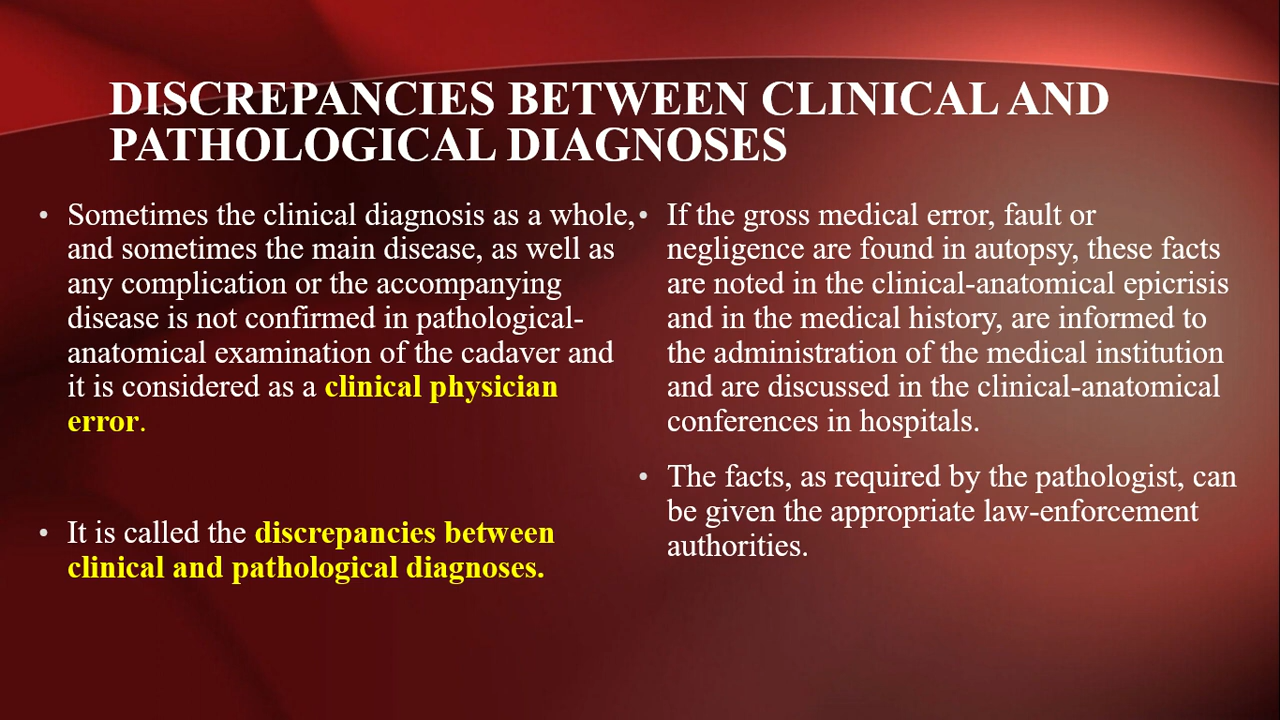 DISCREPANCIES BETWEEN CLINICAL AND
PATHOLOGICAL DIAGNOSES
• Sometimes the clinical diagnosis as a whole,
and sometimes the main disease, as well as
any complication or the accompanying
disease is not confirmed in pathological-
anatomical examination of the cadaver and
it is considered as a clinical physician
error.
• It is called the discrepancies between
clinical and pathological diagnoses.
• If the gross medical error, fault or
negligence are found in autopsy, these facts
are noted in the clinical-anatomical epicrisis
and in the medical history, are informed to
the administration of the medical institution
and are discussed in the clinical-anatomical
conferences in hospitals.
• The facts, as required by the pathologist, can
be given the appropriate law-enforcement
authorities.